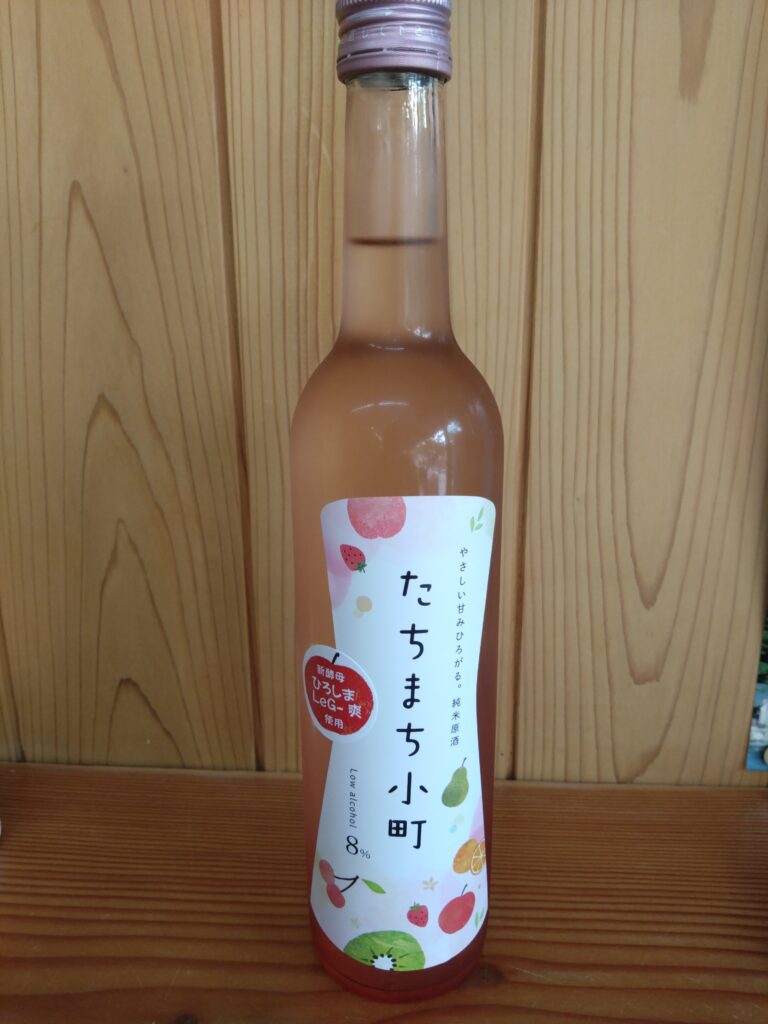 やさしい甘みひろがる。純米原酒
たちまち小町
新酵母
ひろしま
LeG-爽
使用
Low alcohol 8%